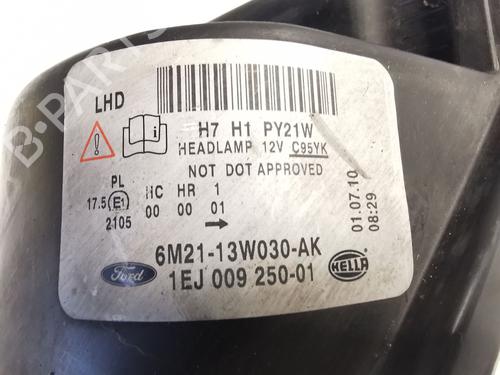 LHD
H7 H1 PY21W
HEADLAMP 12V C95YK
NOT DOT APPROVED
PL HC HR 1
17.5 E1 00 00 01
2105
01.07.10
08:29
6M21-13W030-AK
1EJ 009 250-01
Ford
HELLA
B-PARTS